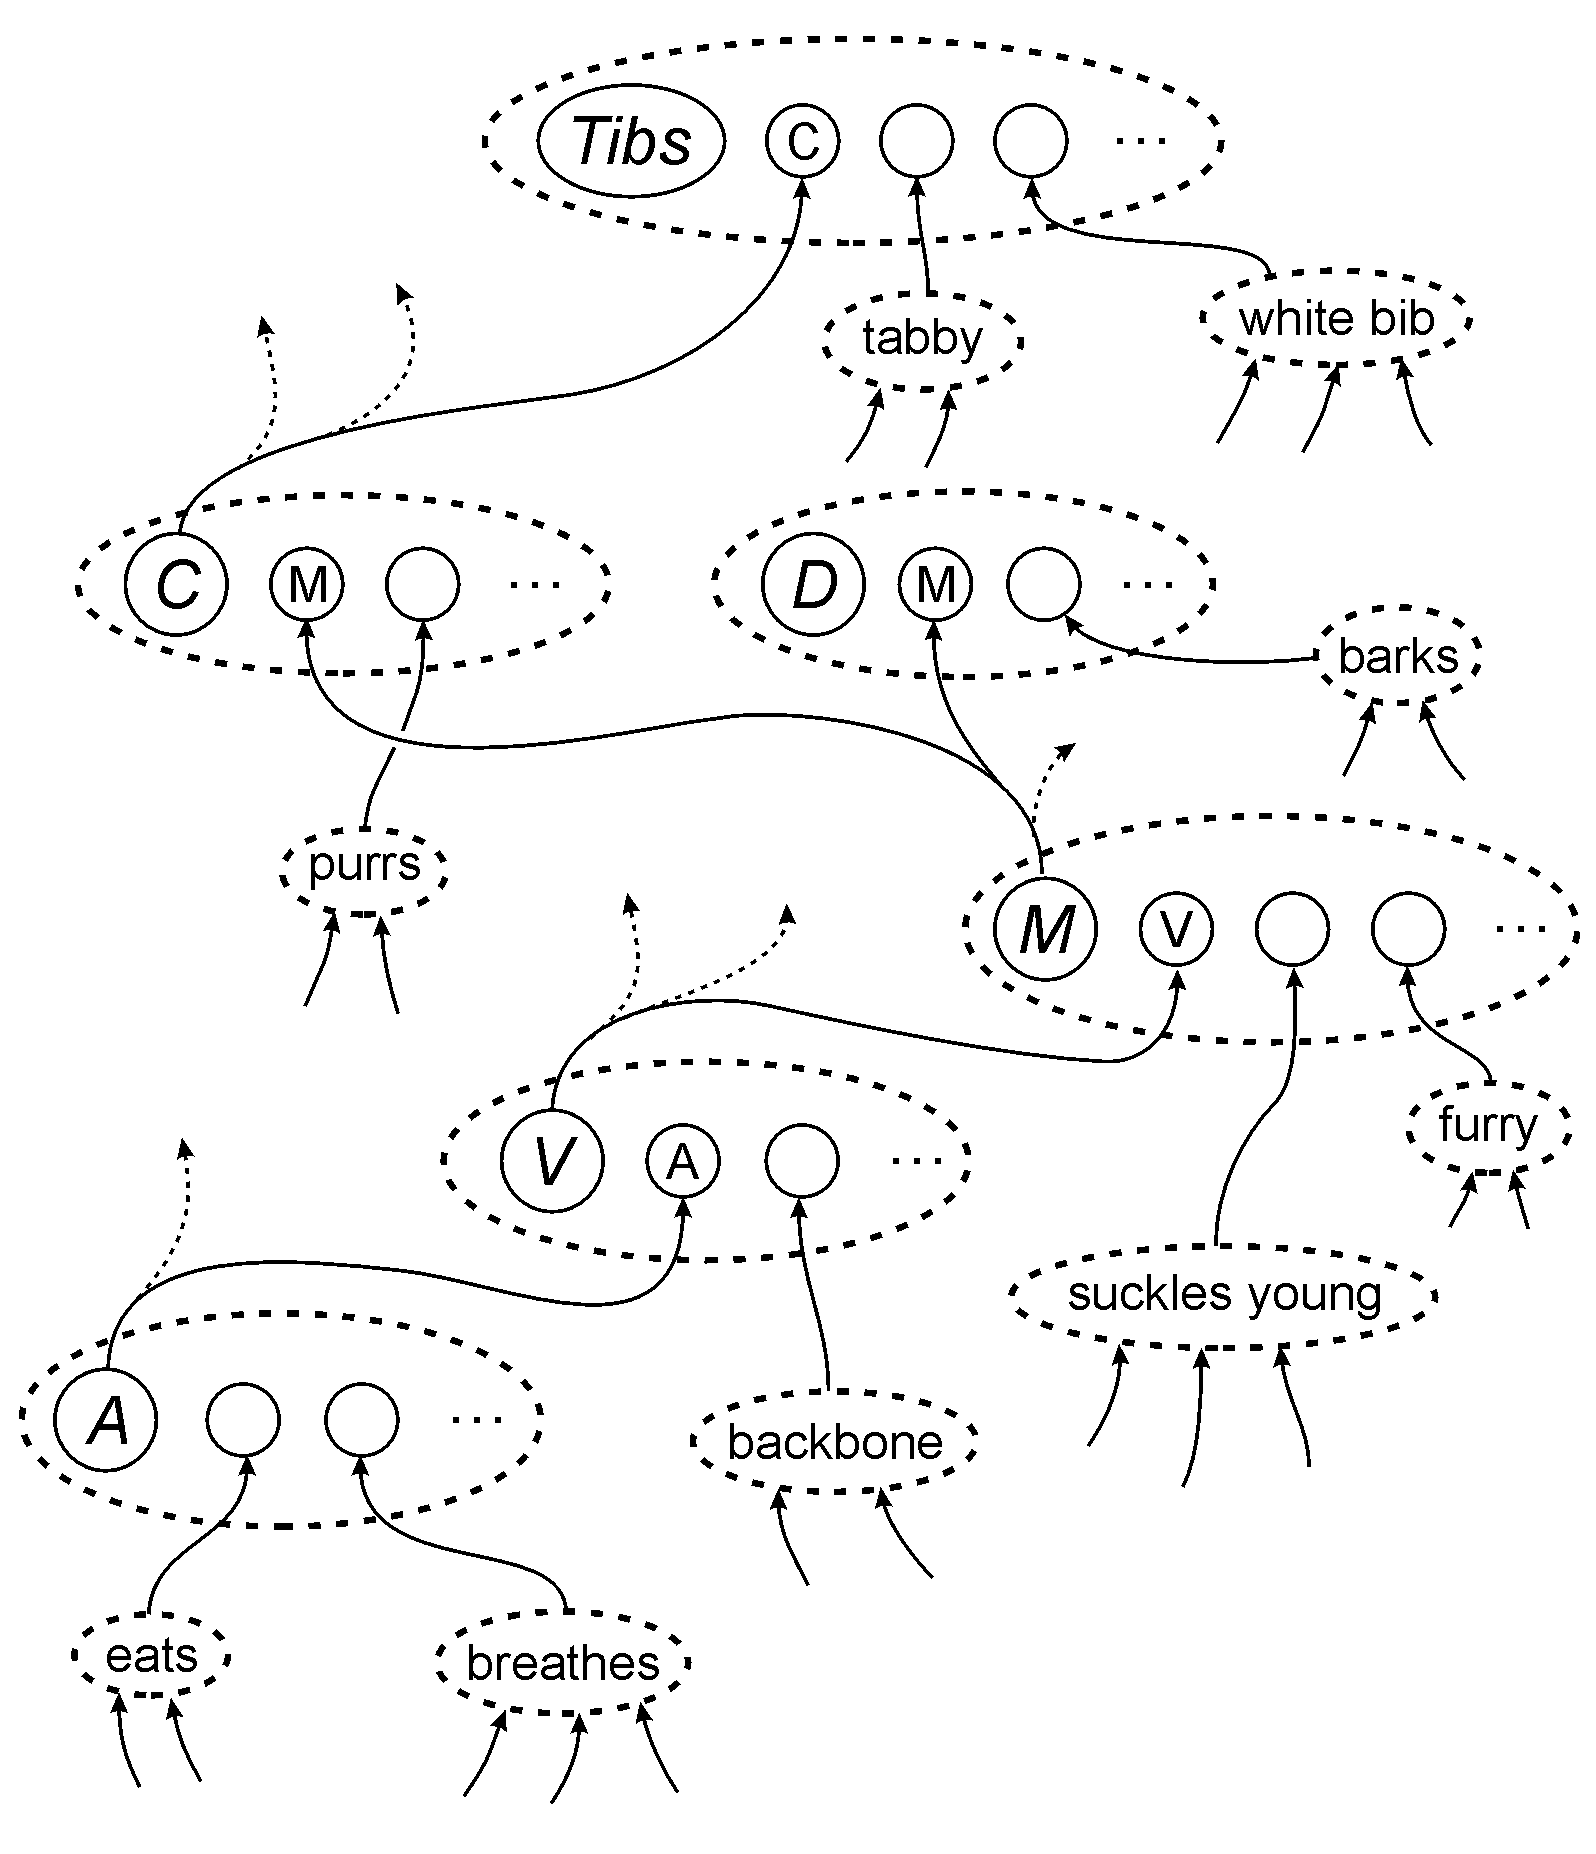 Tibs C ...
tabby
white bib
C M ...
D M ...
barks
purrs
M V ...
V A ...
furry
suckles young
A ...
backbone
eats
breathes